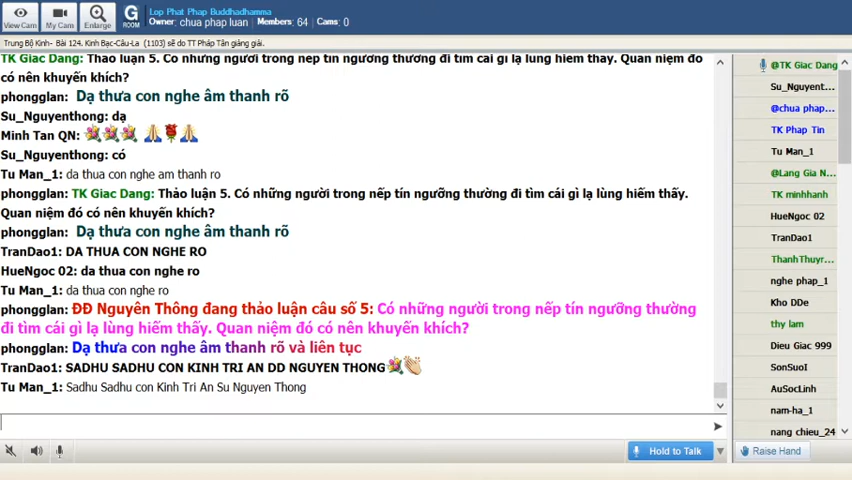 Lop Phat Phap Buddhadhamma
Owner: chua phap luan Members: 64 Cams: 0
View Cam
My Cam
Enlarge
G ROOM
Trung Bộ Kinh- Bài 124. Kinh Bạc-Câu-La (1103) sẽ do TT Pháp Tân giảng giải.
TK Giac Dang: Thảo luận 5. Có những người trong nếp tín ngưỡng thường đi tìm cái gì lạ lùng hiếm thấy. Quan niệm đó
có nên khuyến khích?
phongglan: Dạ thưa con nghe âm thanh rõ
Su_Nguyenthong: dạ
Minh Tan QN:
Su_Nguyenthong: có
Tu Man_1: da thua con nghe am thanh ro
phongglan: TK Giac Dang: Thảo luận 5. Có những người trong nếp tín ngưỡng thường đi tìm cái gì lạ lùng hiếm thấy.
Quan niệm đó có nên khuyến khích?
phongglan: Dạ thưa con nghe âm thanh rõ
TranDao1: DA THUA CON NGHE RO
HueNgoc 02: da thua con nghe ro
Tu Man_1: da thua con nghe ro
phongglan: ĐĐ Nguyên Thông đang thảo luận câu số 5: Có những người trong nếp tín ngưỡng thường
đi tìm cái gì lạ lùng hiếm thấy. Quan niệm đó có nên khuyến khích?
phongglan: Dạ thưa con nghe âm thanh rõ và liên tục
TranDao1: SADHU SADHU CON KINH TRI AN DD NGUYEN THONG
Tu Man_1: Sadhu Sadhu con Kinh Tri An Su Nguyen Thong
Hold to Talk
@TK Giac Dang
Su_Nguyent...
@chua phap...
TK Phap Tin
Tu Man_1
@Lang Gia N...
TK minhhanh
HueNgoc 02
TranDao1
ThanhThuyr...
nghe phap_1
Kho DDe
thy lam
Dieu Giac 999
SonSuoI
AuSocLinh
nam-ha_1
nang chieu_24
Raise Hand